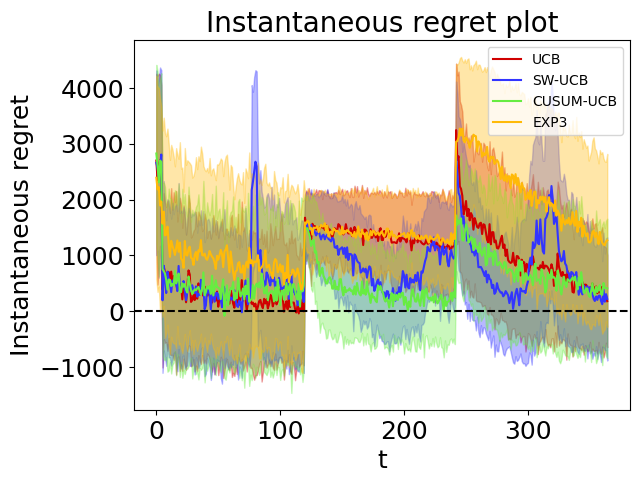 Instantaneous regret plot
UCB
SW-UCB
CUSUM-UCB
EXP3
Instantaneous regret
4000
3000
2000
1000
0
−1000
0
100
200
300
t